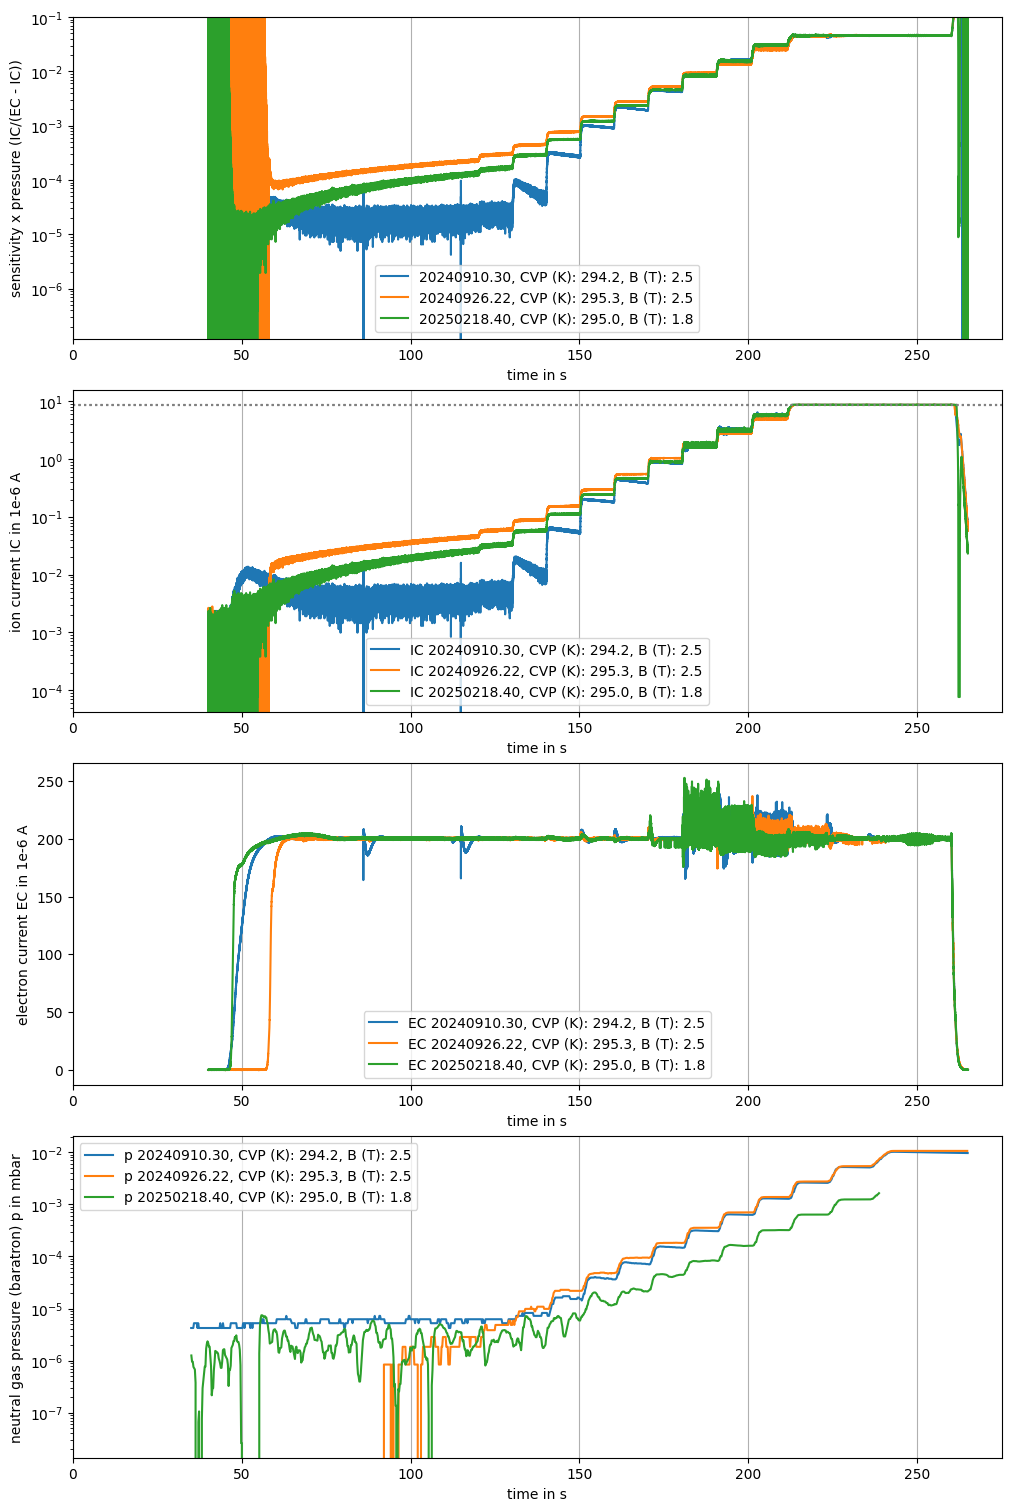 sensitivity x pressure (IC/(EC - IC))
10⁻¹
10⁻²
10⁻³
10⁻⁴
10⁻⁵
10⁻⁶
20240910.30, CVP (K): 294.2, B (T): 2.5
20240926.22, CVP (K): 295.3, B (T): 2.5
20250218.40, CVP (K): 295.0, B (T): 1.8
0 50 100 150 200 250
time in s
ion current IC in 1e-6 A
10¹
10⁰
10⁻¹
10⁻²
10⁻³
10⁻⁴
IC 20240910.30, CVP (K): 294.2, B (T): 2.5
IC 20240926.22, CVP (K): 295.3, B (T): 2.5
IC 20250218.40, CVP (K): 295.0, B (T): 1.8
0 50 100 150 200 250
time in s
electron current EC in 1e-6 A
250
200
150
100
50
0
EC 20240910.30, CVP (K): 294.2, B (T): 2.5
EC 20240926.22, CVP (K): 295.3, B (T): 2.5
EC 20250218.40, CVP (K): 295.0, B (T): 1.8
0 50 100 150 200 250
time in s
neutral gas pressure (baratron) p in mbar
10⁻²
10⁻³
10⁻⁴
10⁻⁵
10⁻⁶
10⁻⁷
p 20240910.30, CVP (K): 294.2, B (T): 2.5
p 20240926.22, CVP (K): 295.3, B (T): 2.5
p 20250218.40, CVP (K): 295.0, B (T): 1.8
0 50 100 150 200 250
time in s